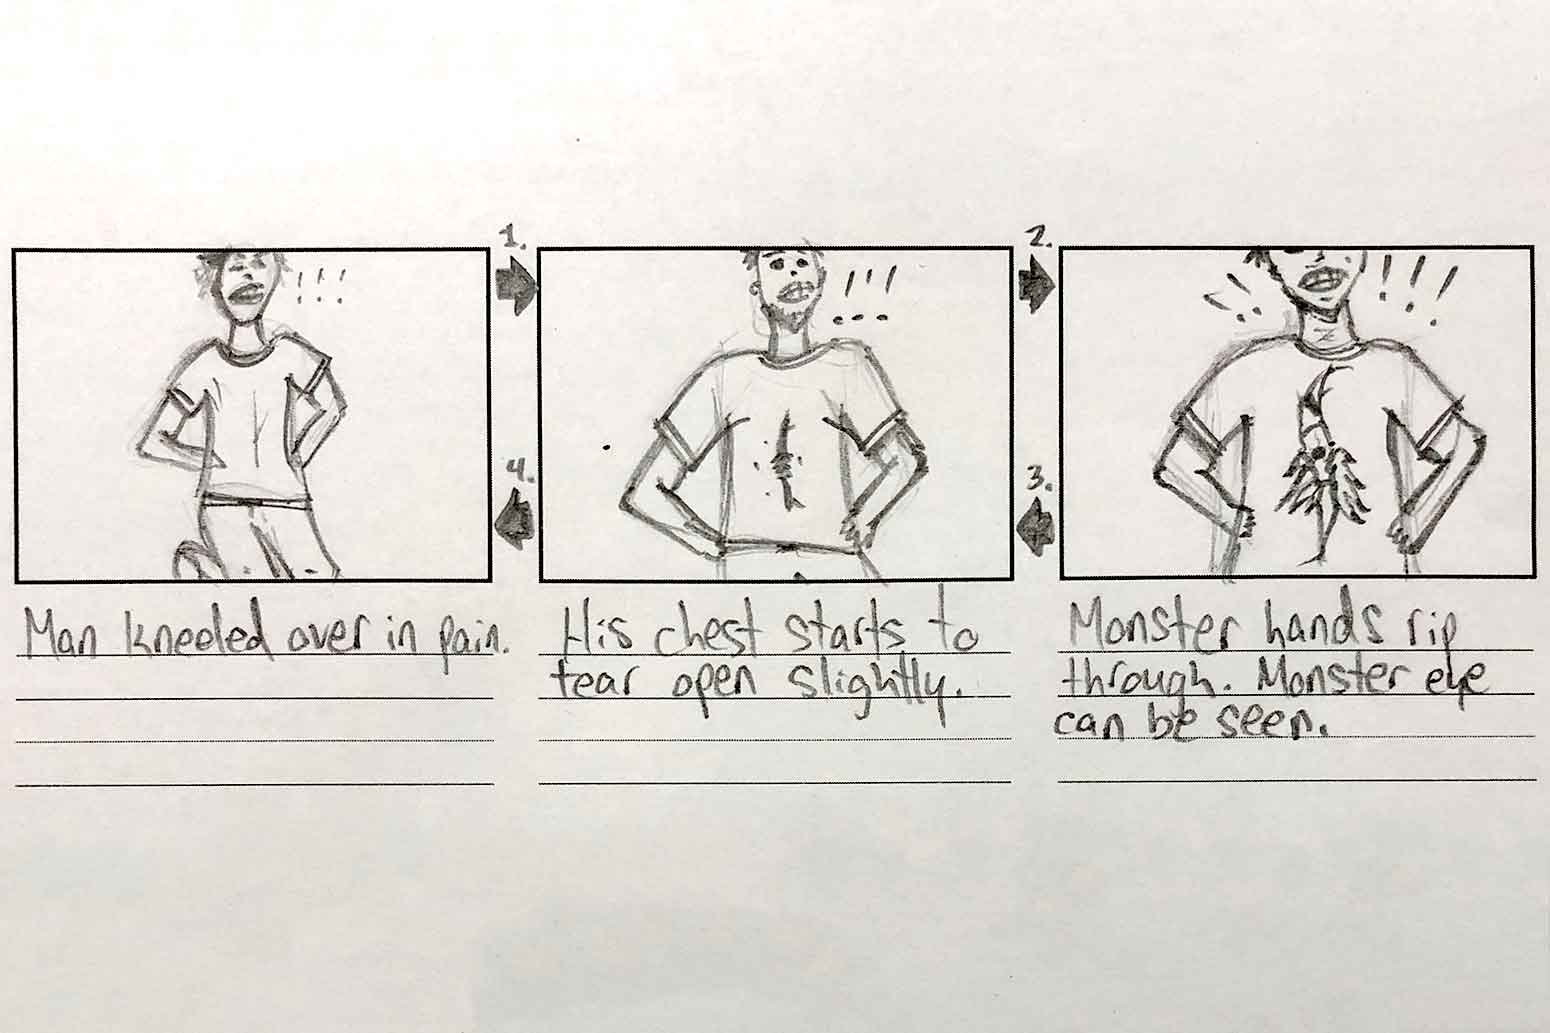 1.
2.
!!!
!!!
!!!
!!!
4.
3.
Man kneeled over in pain.
His chest starts to
tear open slightly.
Monster hands rip
through. Monster eye
can be seen.